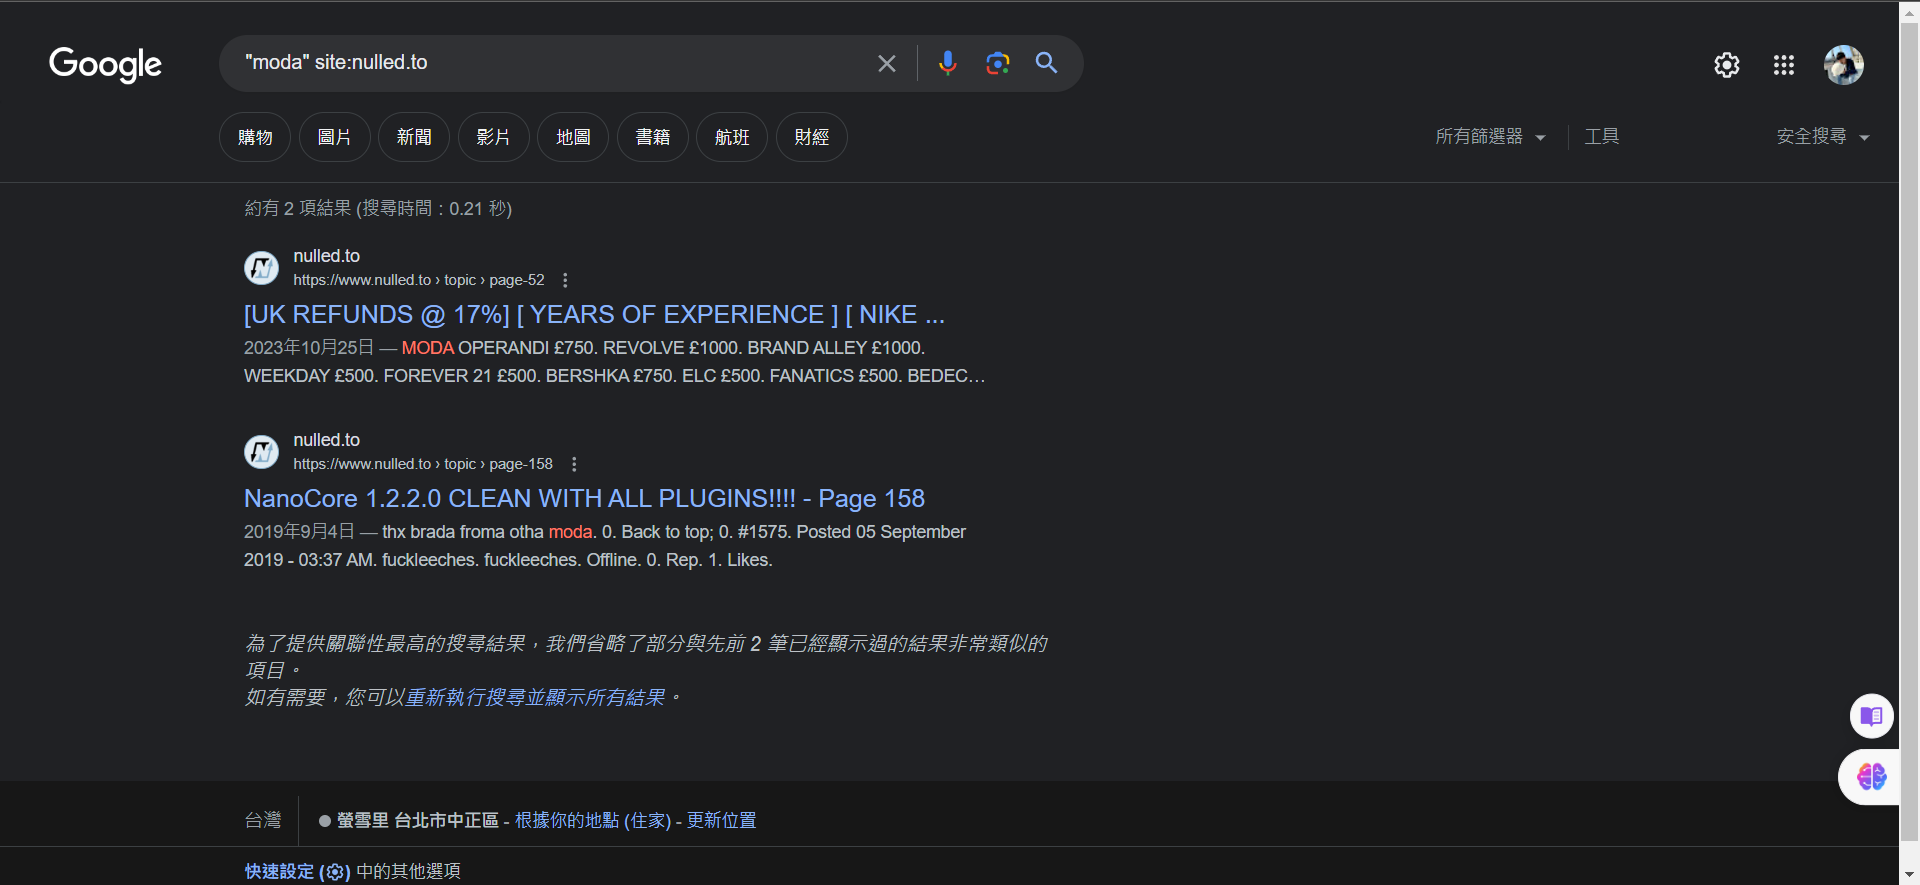 Google
"moda" site:nulled.to
購物 圖片 新聞 影片 地圖 書籍 航班 財經 所有篩選器 工具 安全搜尋
約有 2 項結果 (搜尋時間：0.21 秒)
nulled.to
https://www.nulled.to › topic › page-52
[UK REFUNDS @ 17%] [ YEARS OF EXPERIENCE ] [ NIKE ...
2023年10月25日 — MODA OPERANDI £750. REVOLVE £1000. BRAND ALLEY £1000.
WEEKDAY £500. FOREVER 21 £500. BERSHKA £750. ELC £500. FANATICS £500. BEDEC…
nulled.to
https://www.nulled.to › topic › page-158
NanoCore 1.2.2.0 CLEAN WITH ALL PLUGINS!!!! - Page 158
2019年9月4日 — thx brada froma otha moda. 0. Back to top; 0. #1575. Posted 05 September
2019 - 03:37 AM. fuckleeches. fuckleeches. Offline. 0. Rep. 1. Likes.
為了提供關聯性最高的搜尋結果，我們省略了部分與先前 2 筆已經顯示過的結果非常類似的
項目。
如有需要，您可以重新執行搜尋並顯示所有結果。
台灣 螢雪里 台北市中正區 - 根據你的地點 (住家) - 更新位置
快速設定 () 中的其他選項